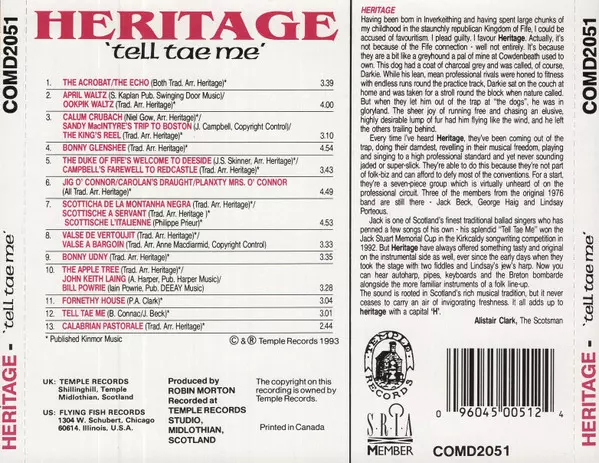 COMD2051
HERITAGE - 'tell tae me'
HERITAGE
'tell tae me'
1. THE ACROBAT/THE ECHO (Both Trad. Arr. Heritage)* 3.39
2. APRIL WALTZ (S. Kaplan Pub. Swinging Door Music)/
OOKPIK WALTZ (Trad. Arr. Heritage)* 4.00
3. CALUM CRUBACH (Niel Gow, Arr. Heritage)*/
SANDY MacINTYRE'S TRIP TO BOSTON (J. Campbell, Copyright Control)/
THE KING'S REEL (Trad. Arr. Heritage)* 3.10
4. BONNY GLENSHEE (Trad. Arr. Heritage)* 4.54
5. THE DUKE OF FIFE'S WELCOME TO DEESIDE (J.S. Skinner, Arr. Heritage)*/
CAMPBELL'S FAREWELL TO REDCASTLE (Trad. Arr. Heritage)* 3.43
6. JIG O' CONNOR/CAROLAN'S DRAUGHT/PLANXTY MRS. O' CONNOR
(All Trad. Arr. Heritage)* 4.49
7. SCOTTICHA DE LA MONTANHA NEGRA (Trad. Arr. Heritage)*/
SCOTTISCHE A SERVANT (Trad. Arr. Heritage )*
SCOTTISCHE L'ITALIENNE (Philippe Prieur)* 4.53
8. VALSE DE VERTOUJIT (Trad. Arr. Heritage)*/
VALSE A BARGOIN (Trad. Arr. Anne Macdiarmid, Copyright Control) 3.33
9. BONNY UDNY (Trad. Arr. Heritage)* 3.35
10. THE APPLE TREE (Trad. Arr. Heritage)*/
JOHN KEITH LAING (A. Harper, Pub. Harper Music)/
BILL POWRIE (Iain Powrie, Pub. DEEAY Music) 3.28
11. FORNETHY HOUSE (P.A. Clark)* 3.04
12. TELL TAE ME (B. Connac/J. Beck)* 3.01
13. CALABRIAN PASTORALE (Trad. Arr. Heritage)* 2.44
* Published Kinmor Music
© & ® Temple Records 1993
UK: TEMPLE RECORDS
Shillinghill, Temple
Midlothian, Scotland
US: FLYING FISH RECORDS
1304 W. Schubert, Chicago
60614. Illinois, U.S.A.
Produced by
ROBIN MORTON
Recorded at
TEMPLE RECORDS
STUDIO,
MIDLOTHIAN,
SCOTLAND
The copyright on this
recording is owned by
Temple Records.
Printed in Canada
HERITAGE
Having been born in Inverkeithing and having spent large chunks of
my childhood in the staunchly republican Kingdom of Fife, I could be
accused of favouritism. I plead guilty. I favour Heritage. Actually, it's
not because of the Fife connection - well not entirely. It's because
they are a bit like a greyhound a pal of mine at Cowdenbeath used to
own. This dog had a coat of charcoal grey and was called, of course,
Darkie. While his lean, mean professional rivals were honed to fitness
with endless runs round the practice track, Darkie sat on the couch at
home and was taken for a stroll round the block when nature called.
But when they let him out of the trap at "the dogs", he was in
gloryland. The sheer joy of running free and chasing an elusive,
highly desirable lump of fur had him flying like the wind, and he left
the others trailing behind.
Every time I've heard Heritage, they've been coming out of the
trap, doing their damdest, revelling in their musical freedom, playing
and singing to a high professional standard and yet never sounding
jaded or super-slick. They're able to do this because they're not part
of folk-biz and can afford to defy most of the conventions. For a start,
they're a seven-piece group which is virtually unheard of on the
professional circuit. Three of the members from the original 1976
band are still there - Jack Beck, George Haig and Lindsay
Porteous.
Jack is one of Scotland's finest traditional ballad singers who has
penned a few songs of his own - his splendid "Tell Tae Me" won the
Jack Stuart Memorial Cup in the Kirkcaldy songwriting competition in
1992. But Heritage have always offered something tasty and original
on the instrumental side as well, ever since the early days when they
took the stage with two fiddles and Lindsay's jew's harp. Now you
can hear autoharp, pipes, keyboards and the Breton bombarde
alongside the more familiar instruments of a folk line-up.
The sound is rooted in Scotland's rich musical tradition, but it never
ceases to carry an air of invigorating freshness. It all adds up to
heritage with a capital 'H'.
Alistair Clark, The Scotsman
TEMPLE
RECORDS
SRIA
MEMBER
0 96045 00512 4
COMD2051
COMD2051
HERITAGE - 'tell tae me'